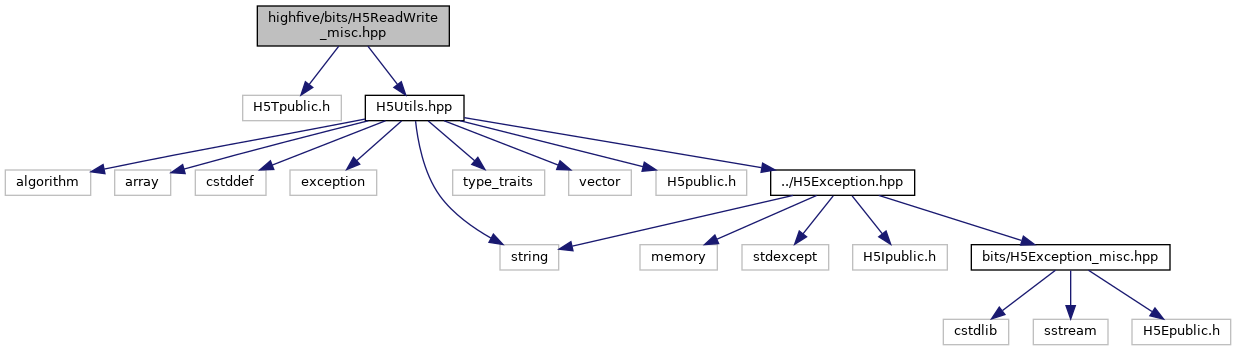 highfive/bits/H5ReadWrite
_misc.hpp
H5Tpublic.h
H5Utils.hpp
algorithm
array
cstddef
exception
type_traits
vector
H5public.h
../H5Exception.hpp
string
memory
stdexcept
H5Ipublic.h
bits/H5Exception_misc.hpp
cstdlib
sstream
H5Epublic.h